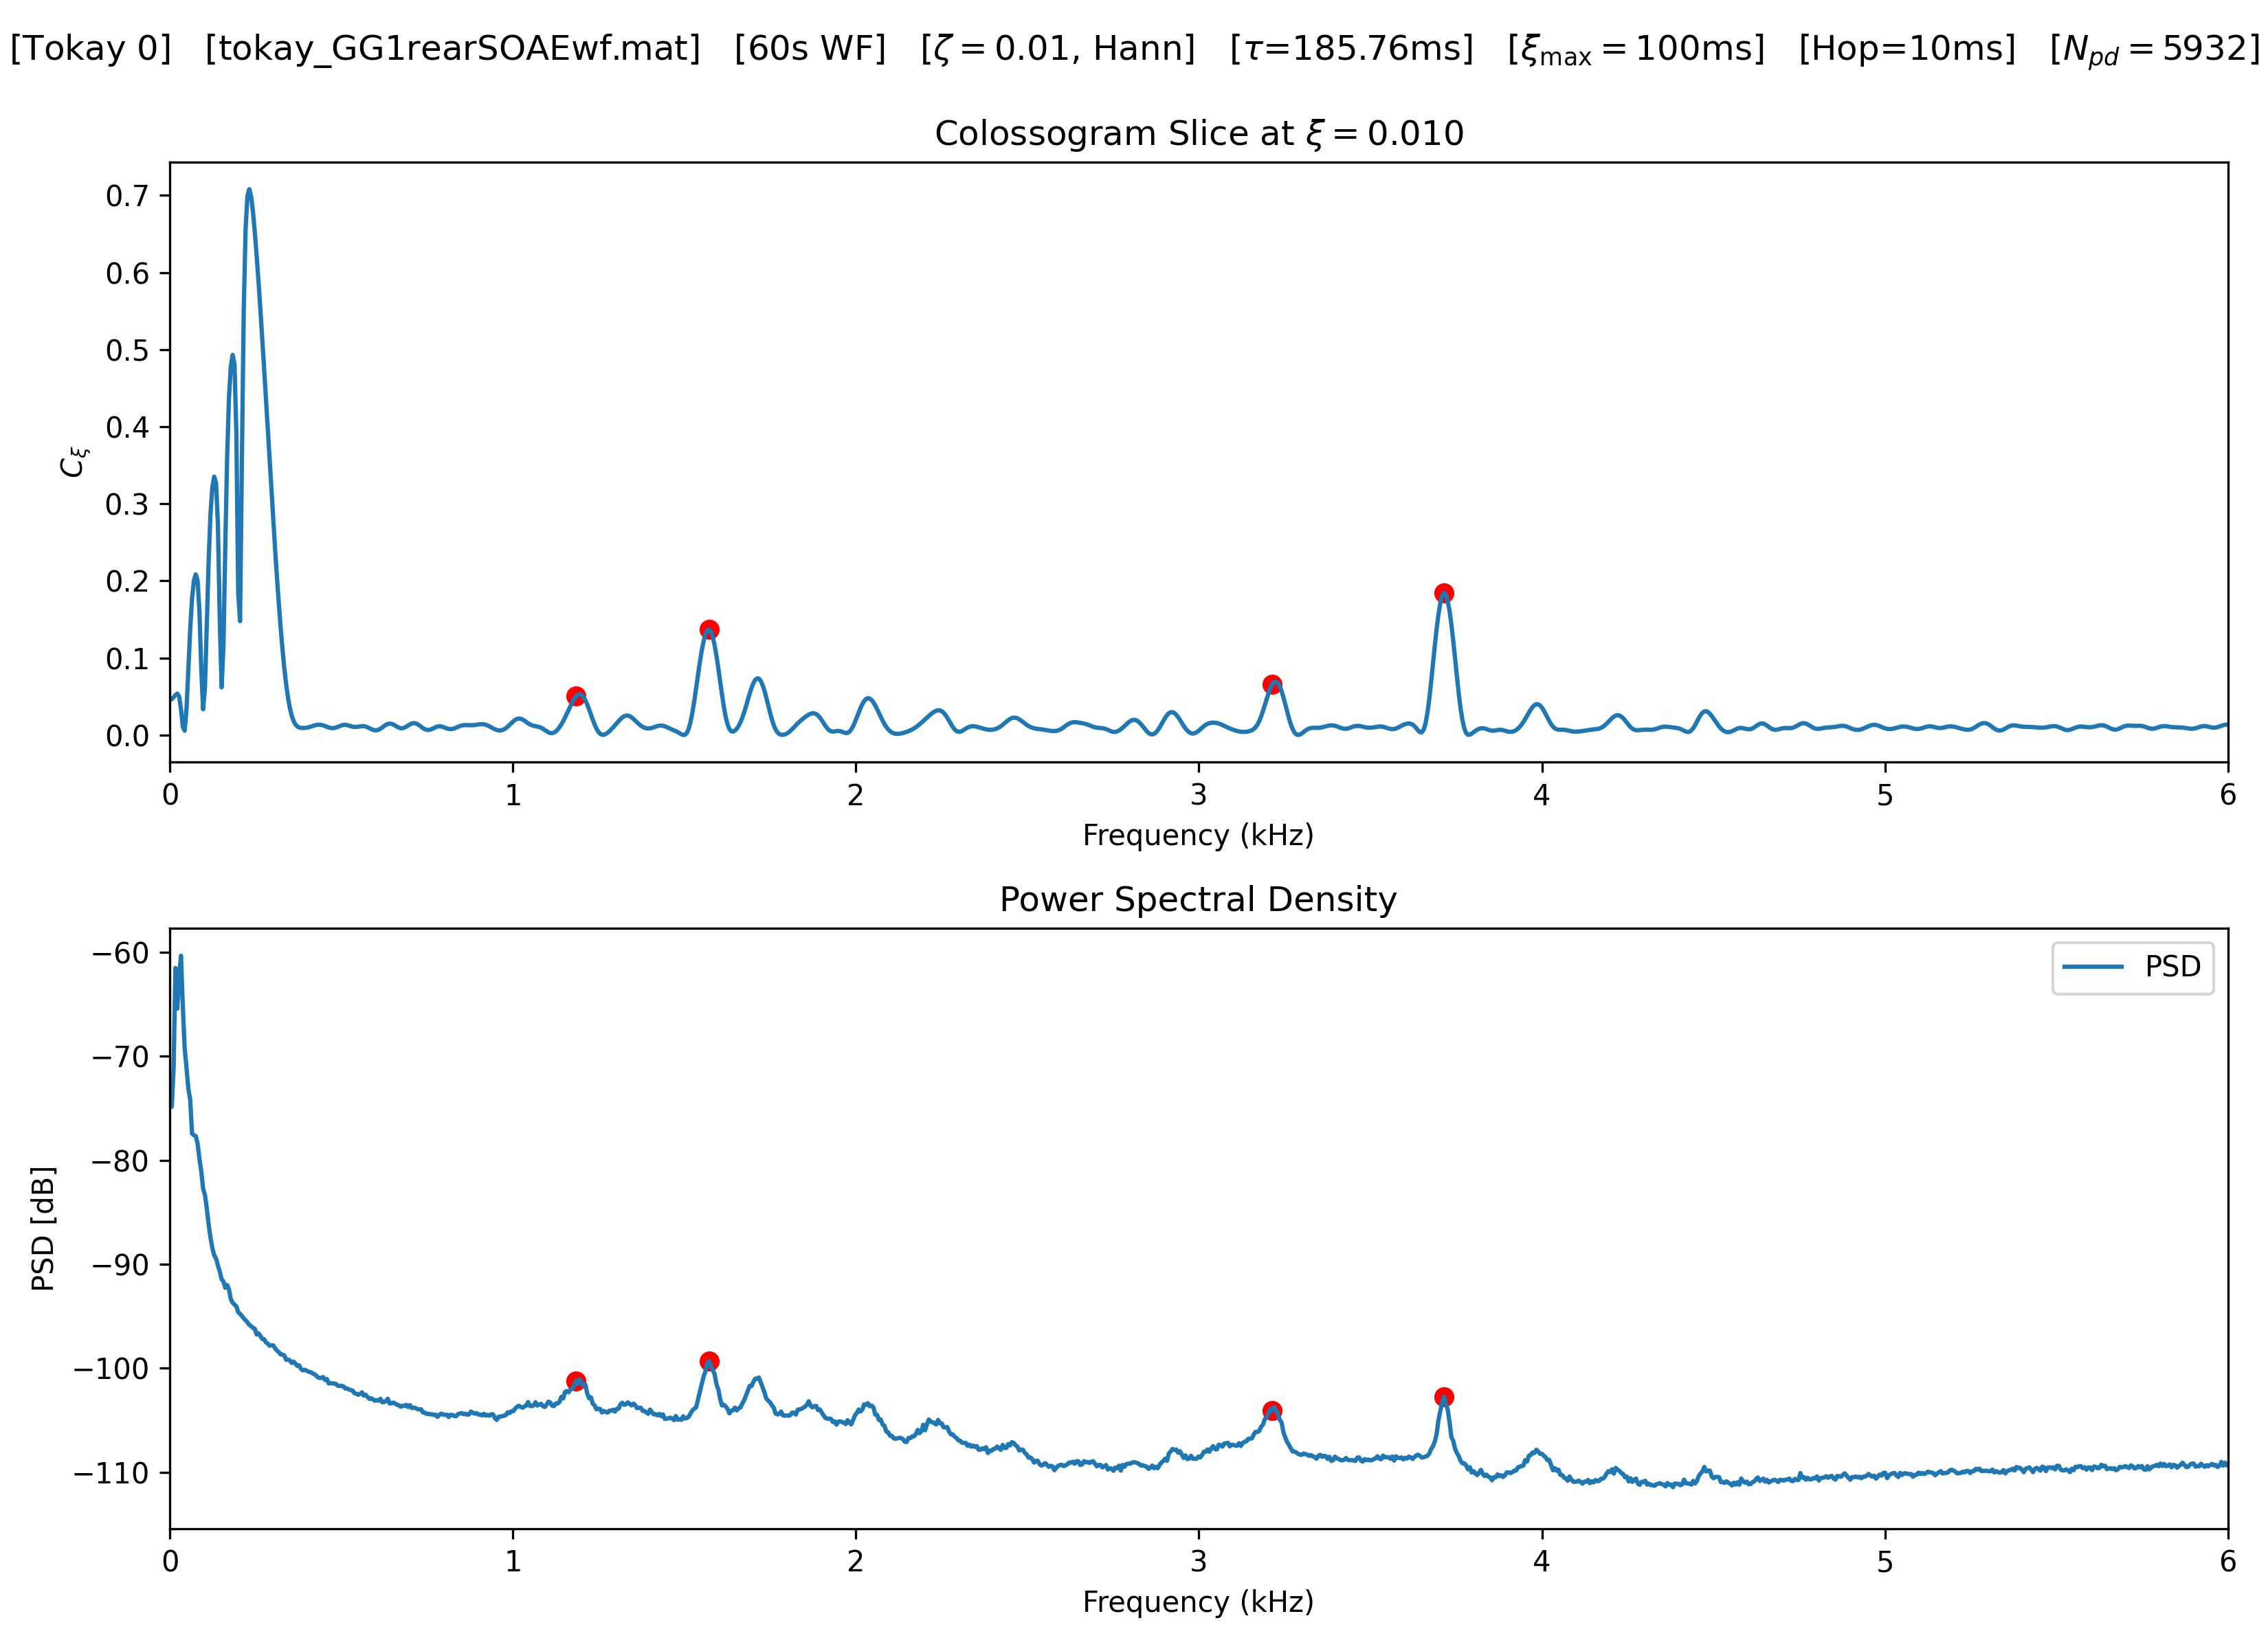 [Tokay 0] [tokay_GG1rearSOAEwf.mat] [60s WF] [ζ = 0.01, Hann] [τ=185.76ms] [ξmax = 100ms] [Hop=10ms] [Npd = 5932]
Colossogram Slice at ξ = 0.010
0.7
0.6
0.5
0.4
0.3
0.2
0.1
0.0
Cξ
0 1 2 3 4 5 6
Frequency (kHz)
Power Spectral Density
PSD
−60
−70
−80
−90
−100
−110
PSD [dB]
0 1 2 3 4 5 6
Frequency (kHz)